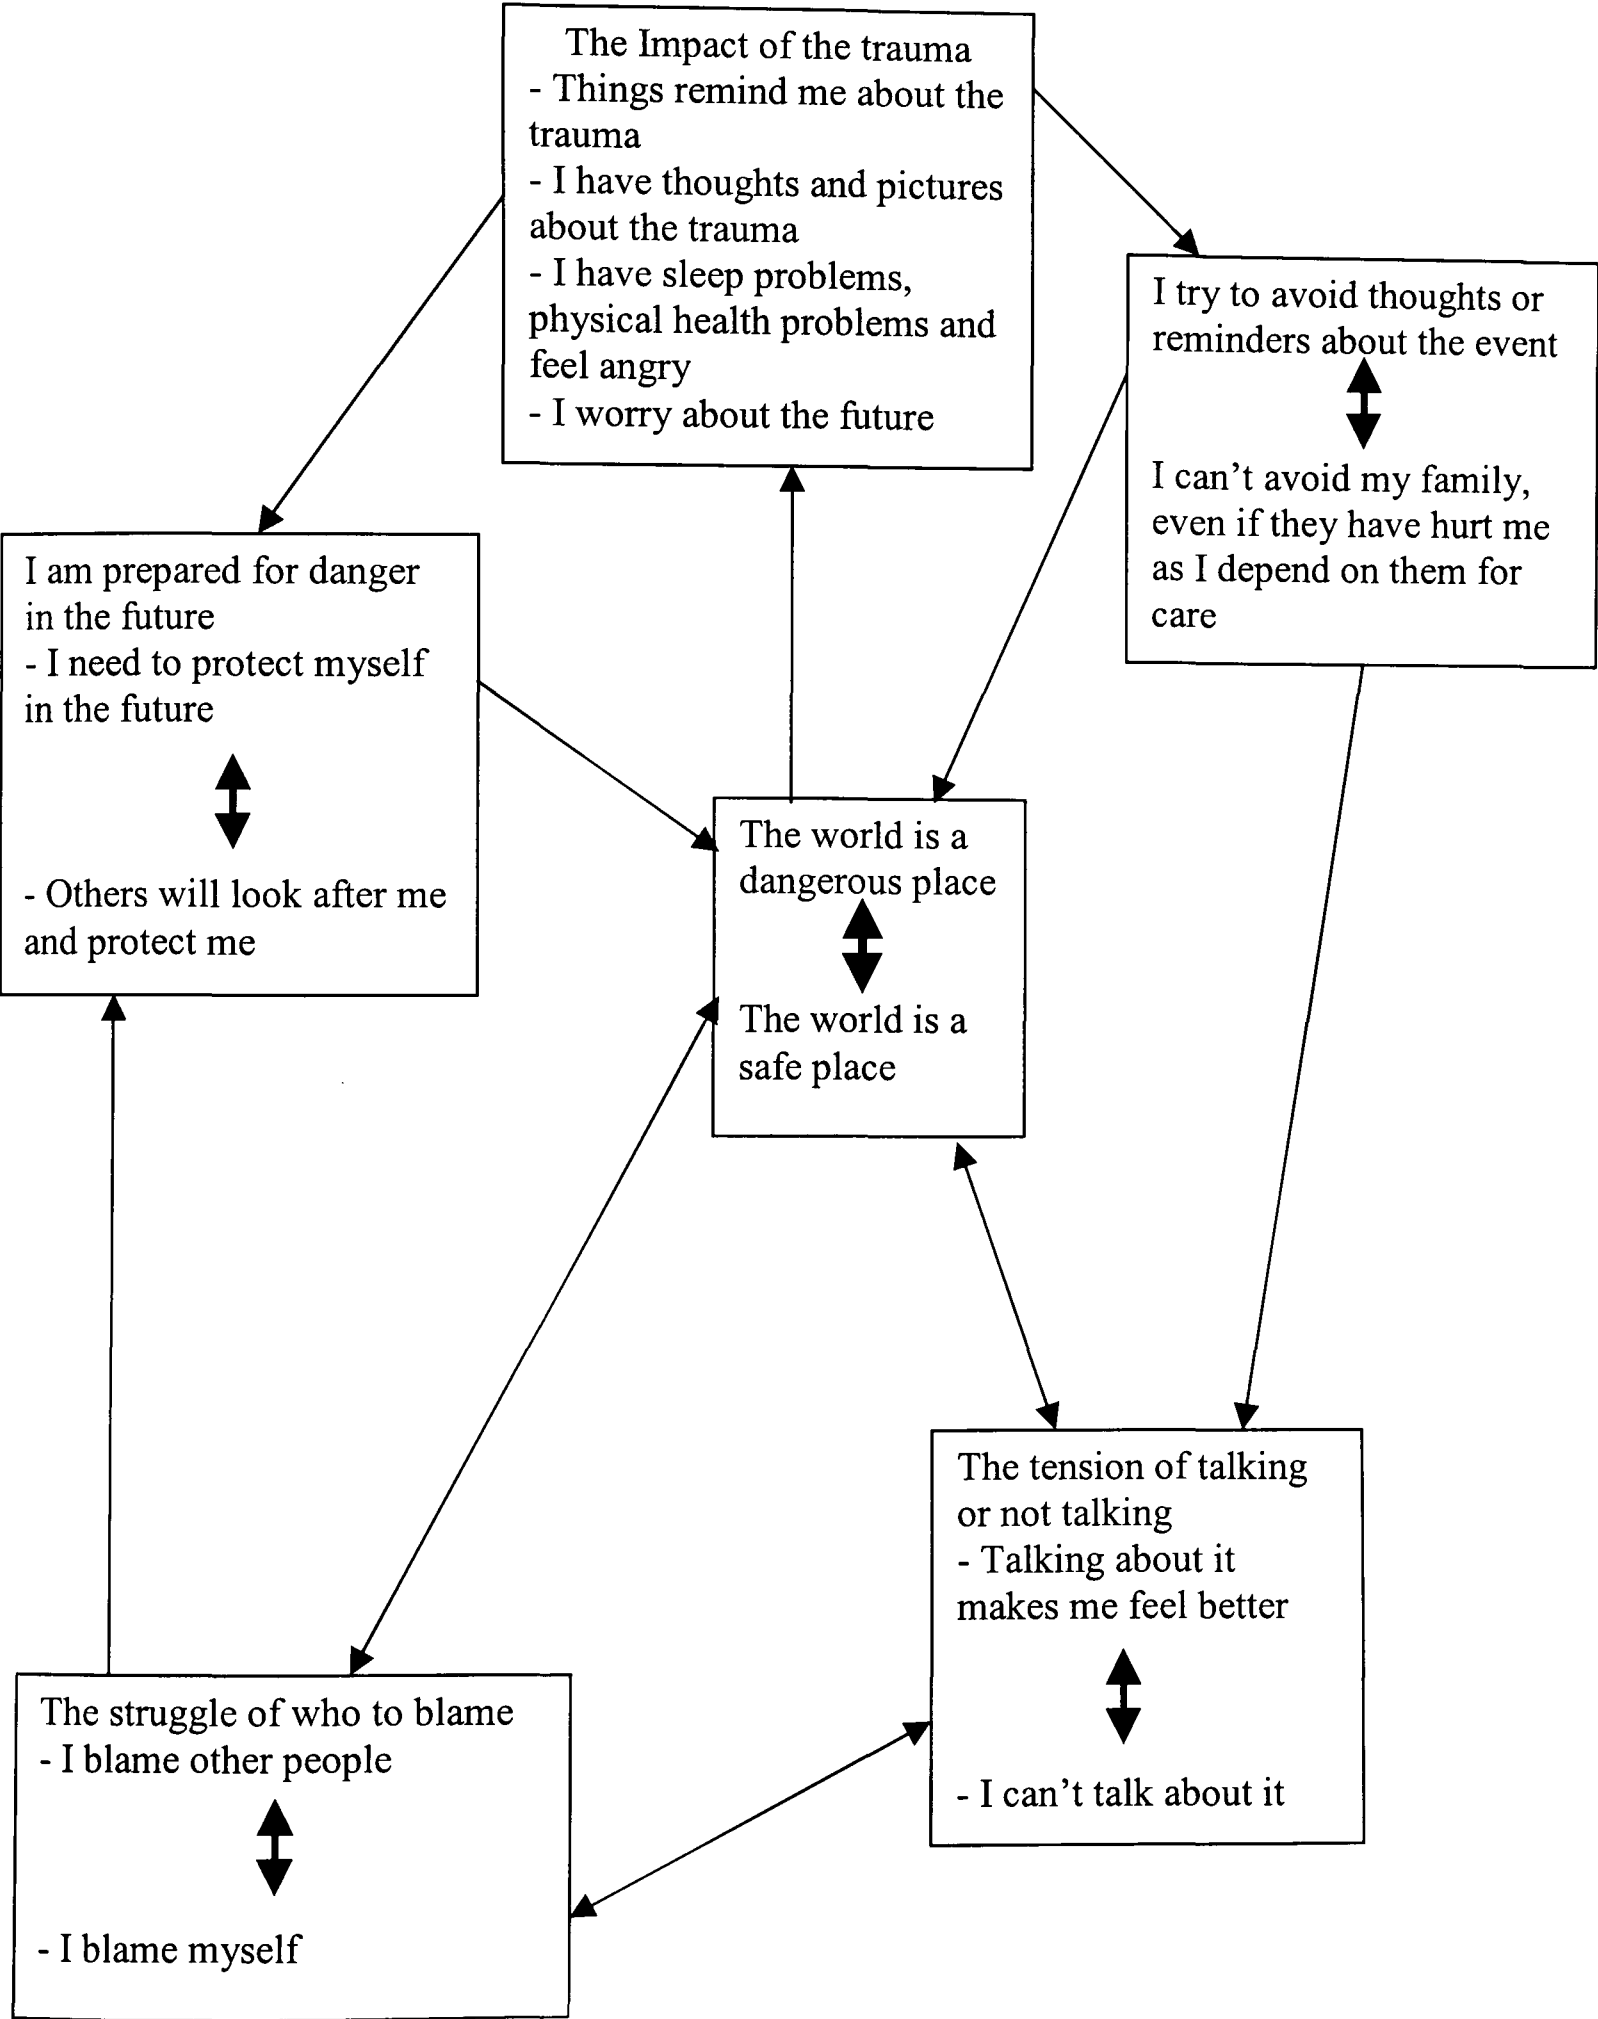 The Impact of the trauma
- Things remind me about the
trauma
- I have thoughts and pictures
about the trauma
- I have sleep problems,
physical health problems and
feel angry
- I worry about the future
I try to avoid thoughts or
reminders about the event
I can't avoid my family,
even if they have hurt me
as I depend on them for
care
I am prepared for danger
in the future
- I need to protect myself
in the future
- Others will look after me
and protect me
The world is a
dangerous place
The world is a
safe place
The tension of talking
or not talking
- Talking about it
makes me feel better
- I can't talk about it
The struggle of who to blame
- I blame other people
- I blame myself